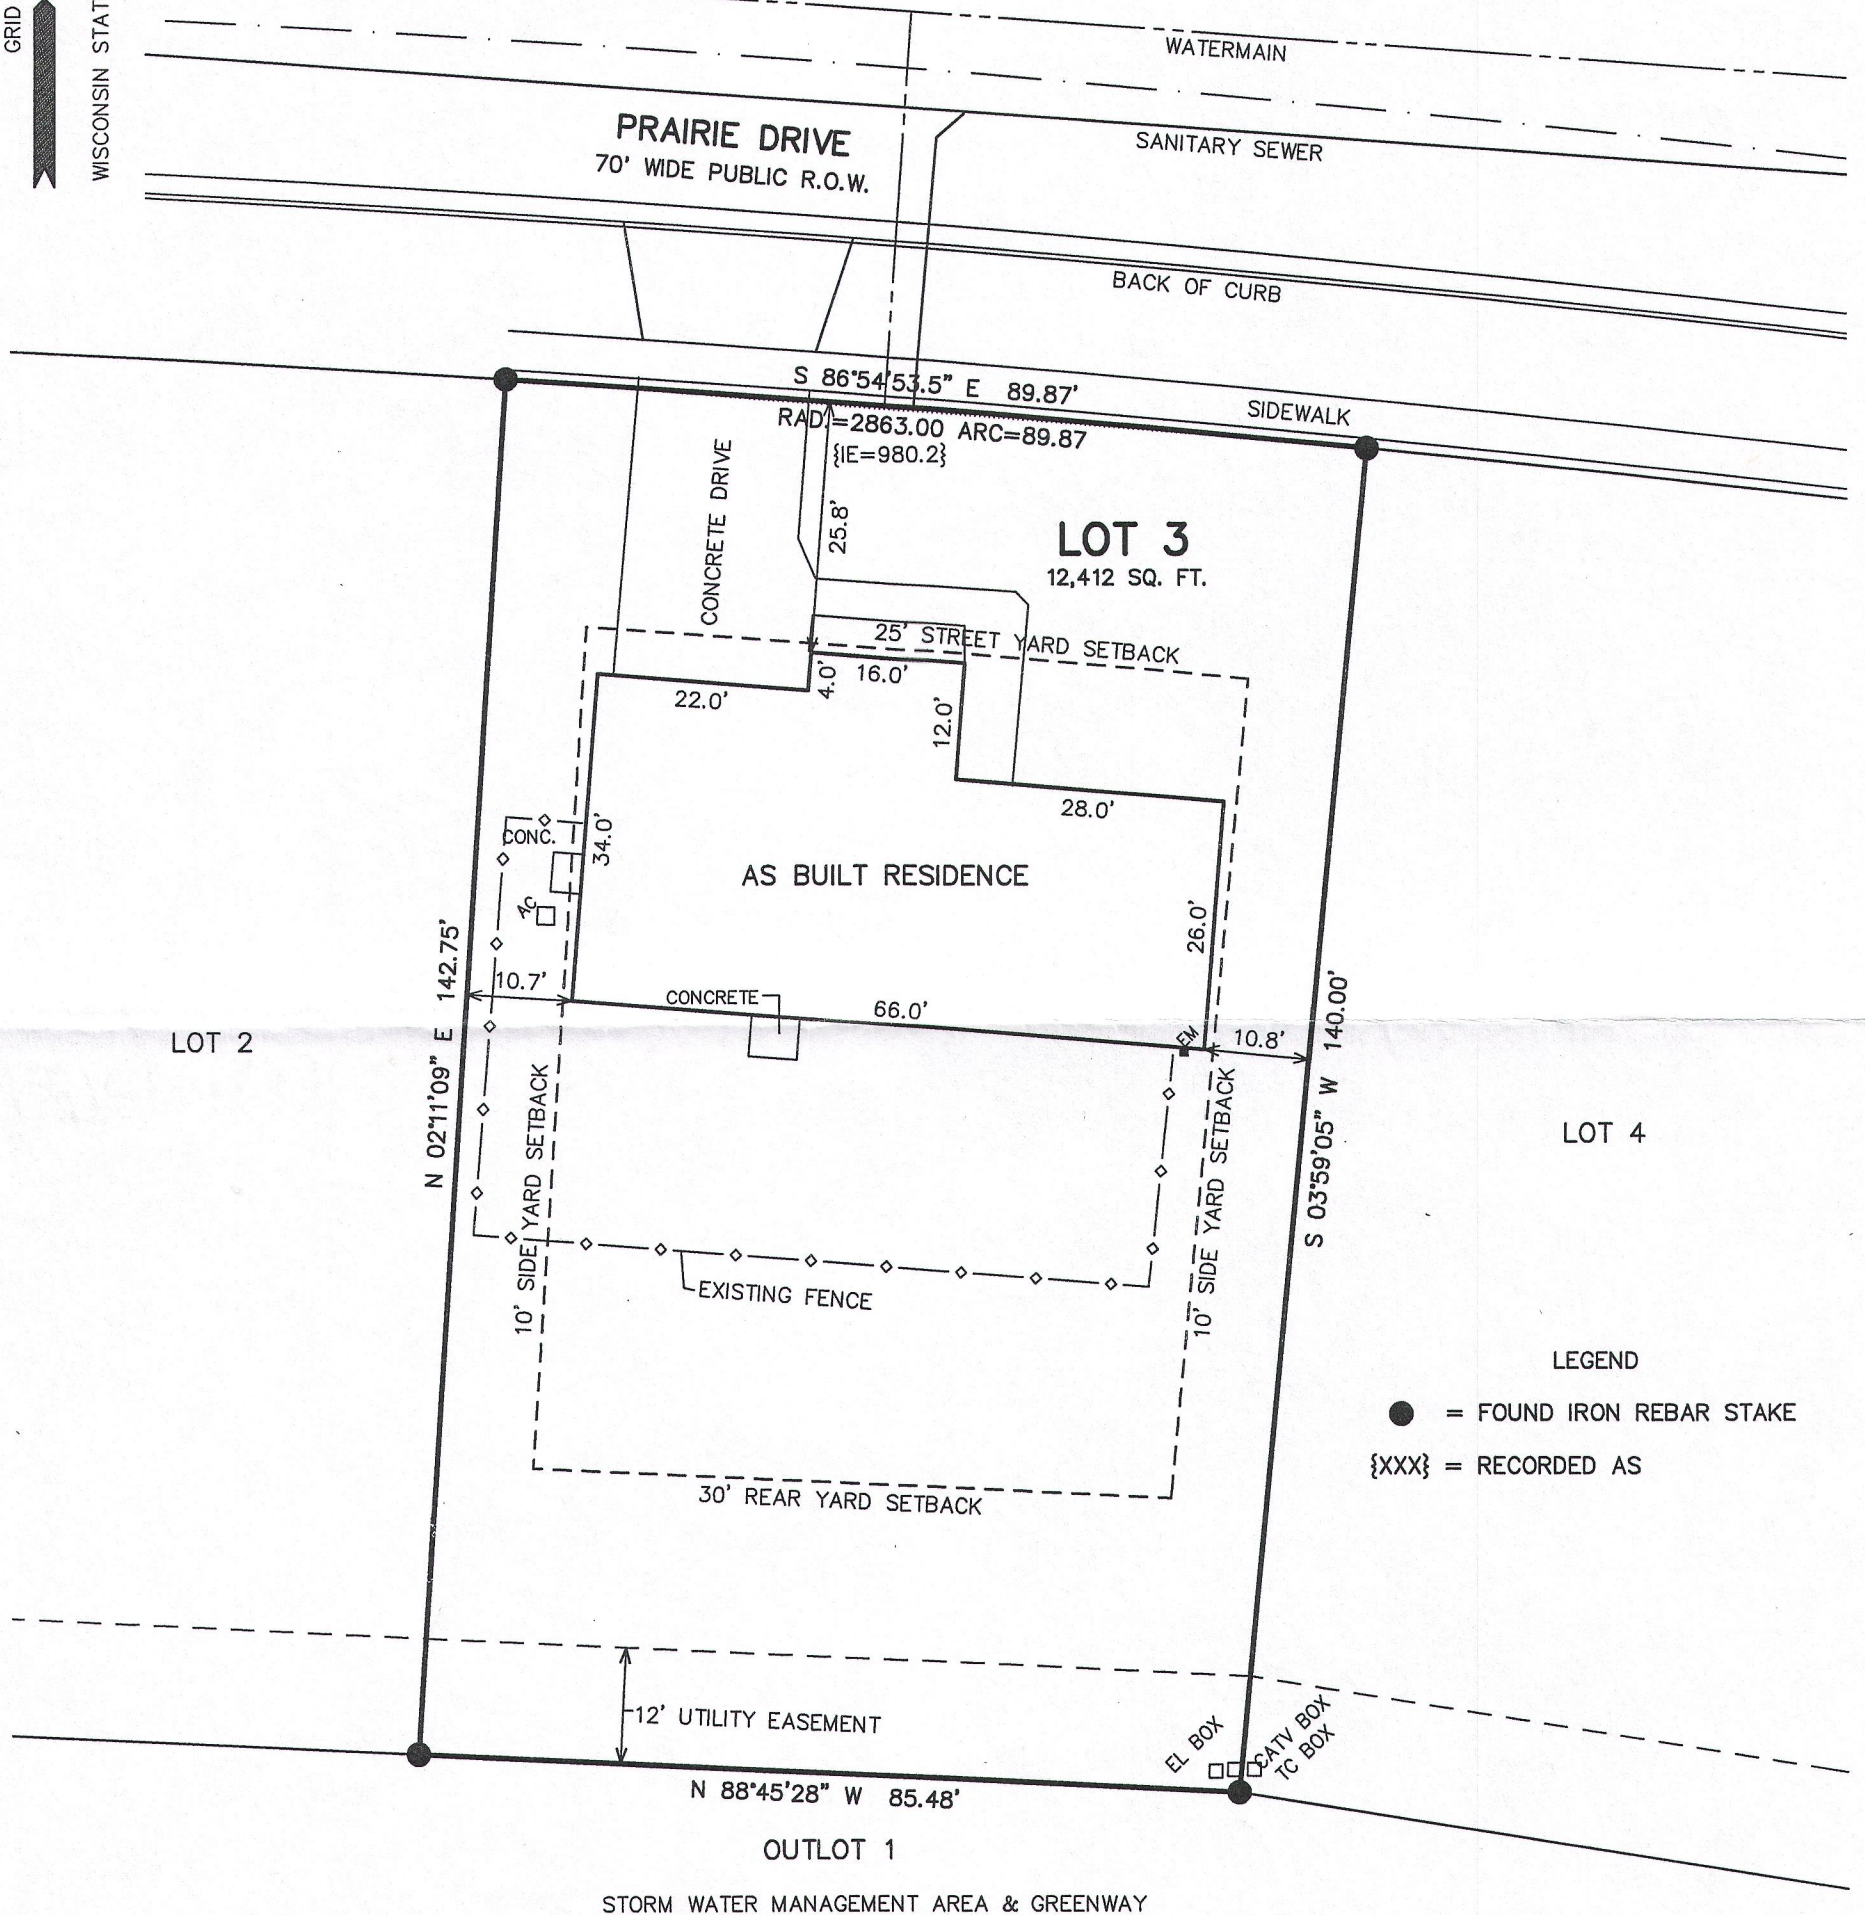 GRID
WISCONSIN STAT
WATERMAIN
SANITARY SEWER
PRAIRIE DRIVE
70' WIDE PUBLIC R.O.W.
BACK OF CURB
S 86°54'53.5" E 89.87'
SIDEWALK
RAD.=2863.00 ARC=89.87
{IE=980.2}
CONCRETE DRIVE
25.8'
LOT 3
12,412 SQ. FT.
25' STREET YARD SETBACK
22.0'
4.0'
16.0'
12.0'
28.0'
CONC.
34.0'
AS BUILT RESIDENCE
AC
26.0'
N 02°11'09" E 142.75'
10.7'
CONCRETE
66.0'
EM
10.8'
S 03°59'05" W 140.00'
LOT 2
LOT 4
10' SIDE YARD SETBACK
10' SIDE YARD SETBACK
EXISTING FENCE
LEGEND
= FOUND IRON REBAR STAKE
{XXX} = RECORDED AS
30' REAR YARD SETBACK
12' UTILITY EASEMENT
EL BOX
CATV BOX
TC BOX
N 88°45'28" W 85.48'
OUTLOT 1
STORM WATER MANAGEMENT AREA & GREENWAY